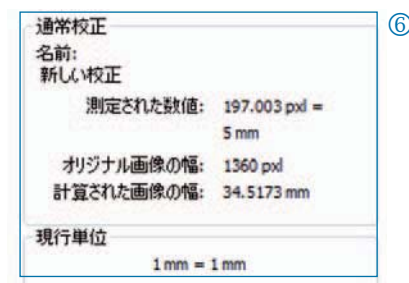 通常校正
⑥
名前:
新しい校正
測定された数値: 197.003 pxl =
5 mm
オリジナル画像の幅: 1360 pxl
計算された画像の幅: 34.5173 mm
現行単位
1 mm = 1 mm